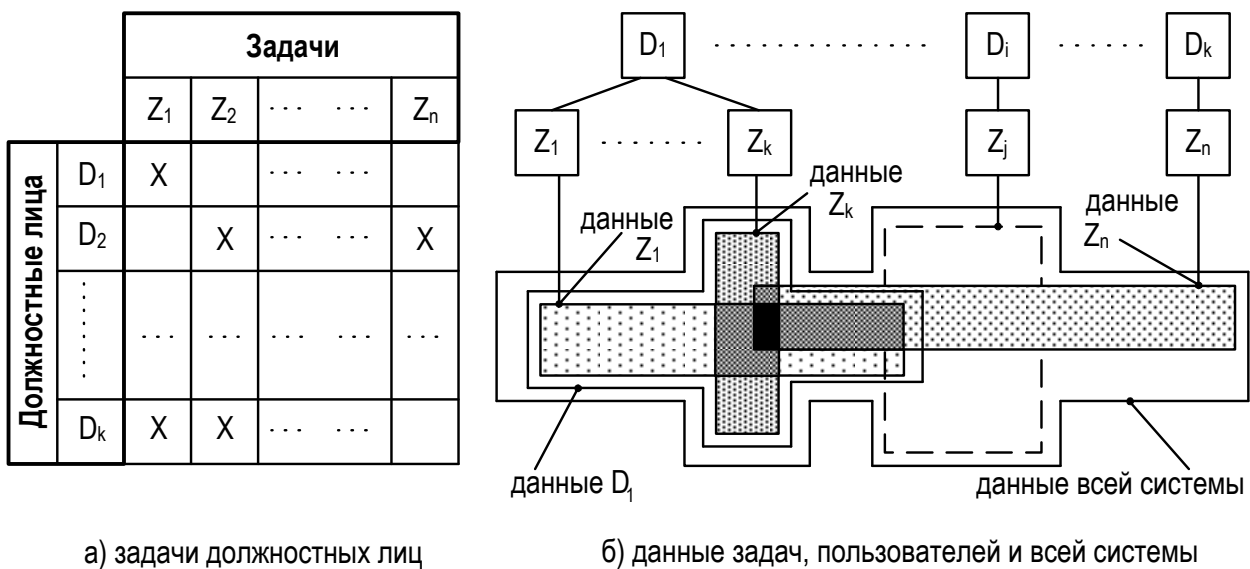 Задачи
Z1 Z2 ... ... Zn
Должностные лица
D1 X ... ...
D2 X ... ... X
... ... ... ... ...
Dk X X ... ...
а) задачи должностных лиц
D1 Di Dk
Z1 Zk Zj Zn
данные Zk
данные Z1
данные Zn
данные D1
данные всей системы
б) данные задач, пользователей и всей системы